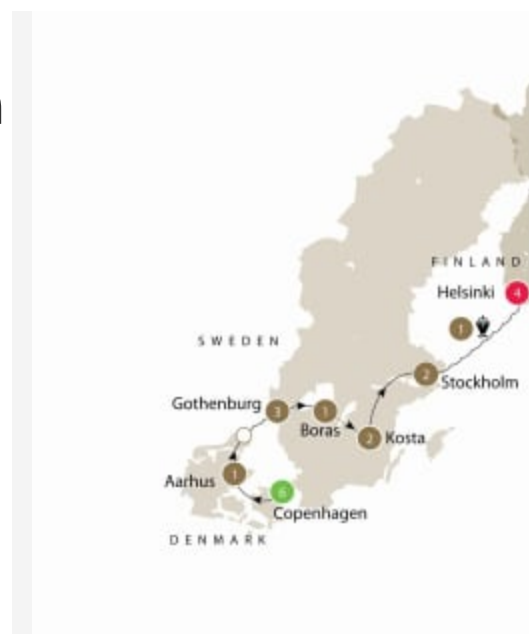 FINLAND
Helsinki 4
1
SWEDEN
2 Stockholm
Gothenburg 3
1
Boras
2 Kosta
Aarhus 1
6
Copenhagen
DENMARK